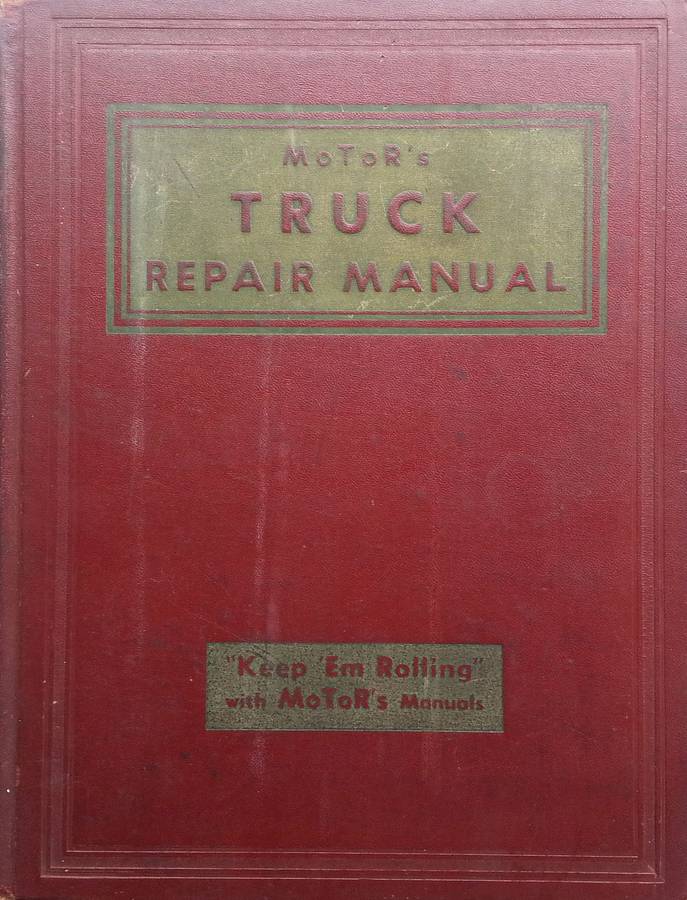 MoToR's
TRUCK
REPAIR MANUAL
"Keep 'Em Rolling"
with MoToR's Manuals